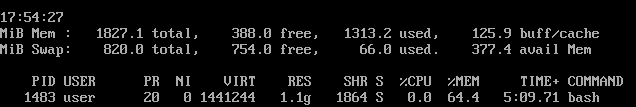 17:54:27
MiB Mem : 1827.1 total, 388.0 free, 1313.2 used, 125.9 buff/cache
MiB Swap: 820.0 total, 754.0 free, 66.0 used. 377.4 avail Mem
PID USER PR NI VIRT RES SHR S %CPU %MEM TIME+ COMMAND
1483 user 20 0 1441244 1.1g 1864 S 0.0 64.4 5:09.71 bash